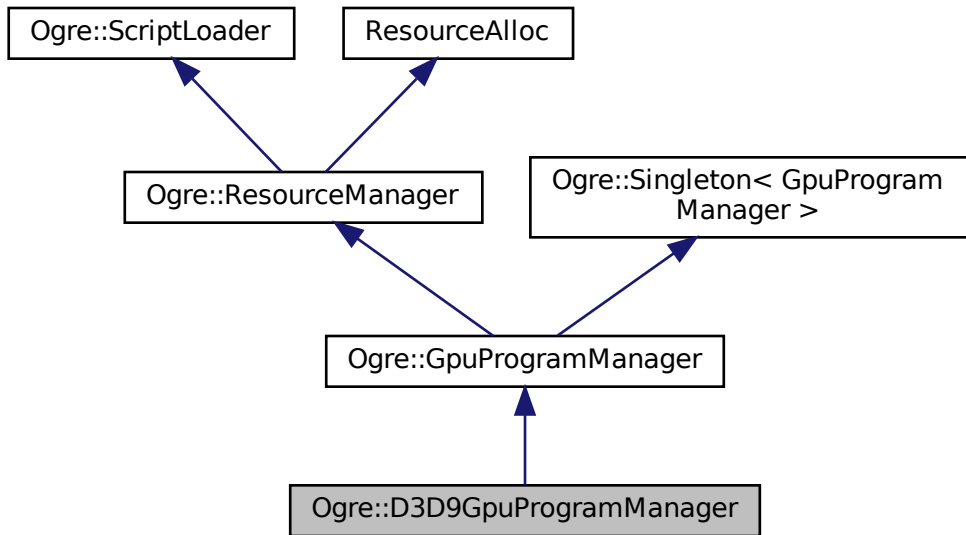 Ogre::ScriptLoader
ResourceAlloc
Ogre::ResourceManager
Ogre::Singleton< GpuProgram
Manager >
Ogre::GpuProgramManager
Ogre::D3D9GpuProgramManager